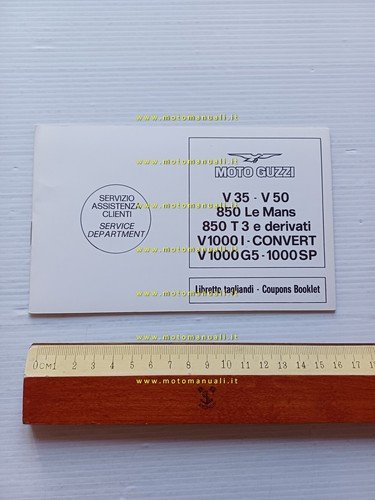 www.motomanuali.it
www.motomanuali.it
MOTO GUZZI
SERVIZIO
ASSISTENZA
CLIENTI
SERVICE
DEPARTMENT
V 35 - V 50
850 Le Mans
850 T 3 e derivati
V 1000 I - CONVERT
V 1000 G5 - 1000 SP
www.motomanuali.it
Libretto tagliandi - Coupons Booklet
www.motomanuali.it
0 CM 1 2 3 4 5 6 7 8 9 10 11 12 13 14 15 16 17
www.motomanuali.it
www.motomanuali.it